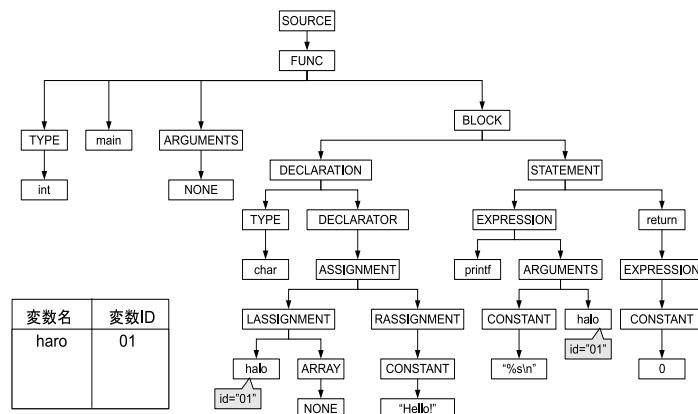 SOURCE
FUNC
TYPE
main
ARGUMENTS
BLOCK
int
NONE
DECLARATION
STATEMENT
TYPE
DECLARATOR
EXPRESSION
return
char
ASSIGNMENT
printf
ARGUMENTS
EXPRESSION
LASSIGNMENT
RASSIGNMENT
CONSTANT
halo
CONSTANT
id="01"
halo
ARRAY
CONSTANT
"%s\n"
0
id="01"
NONE
"Hello!"
変数名 変数ID
haro 01